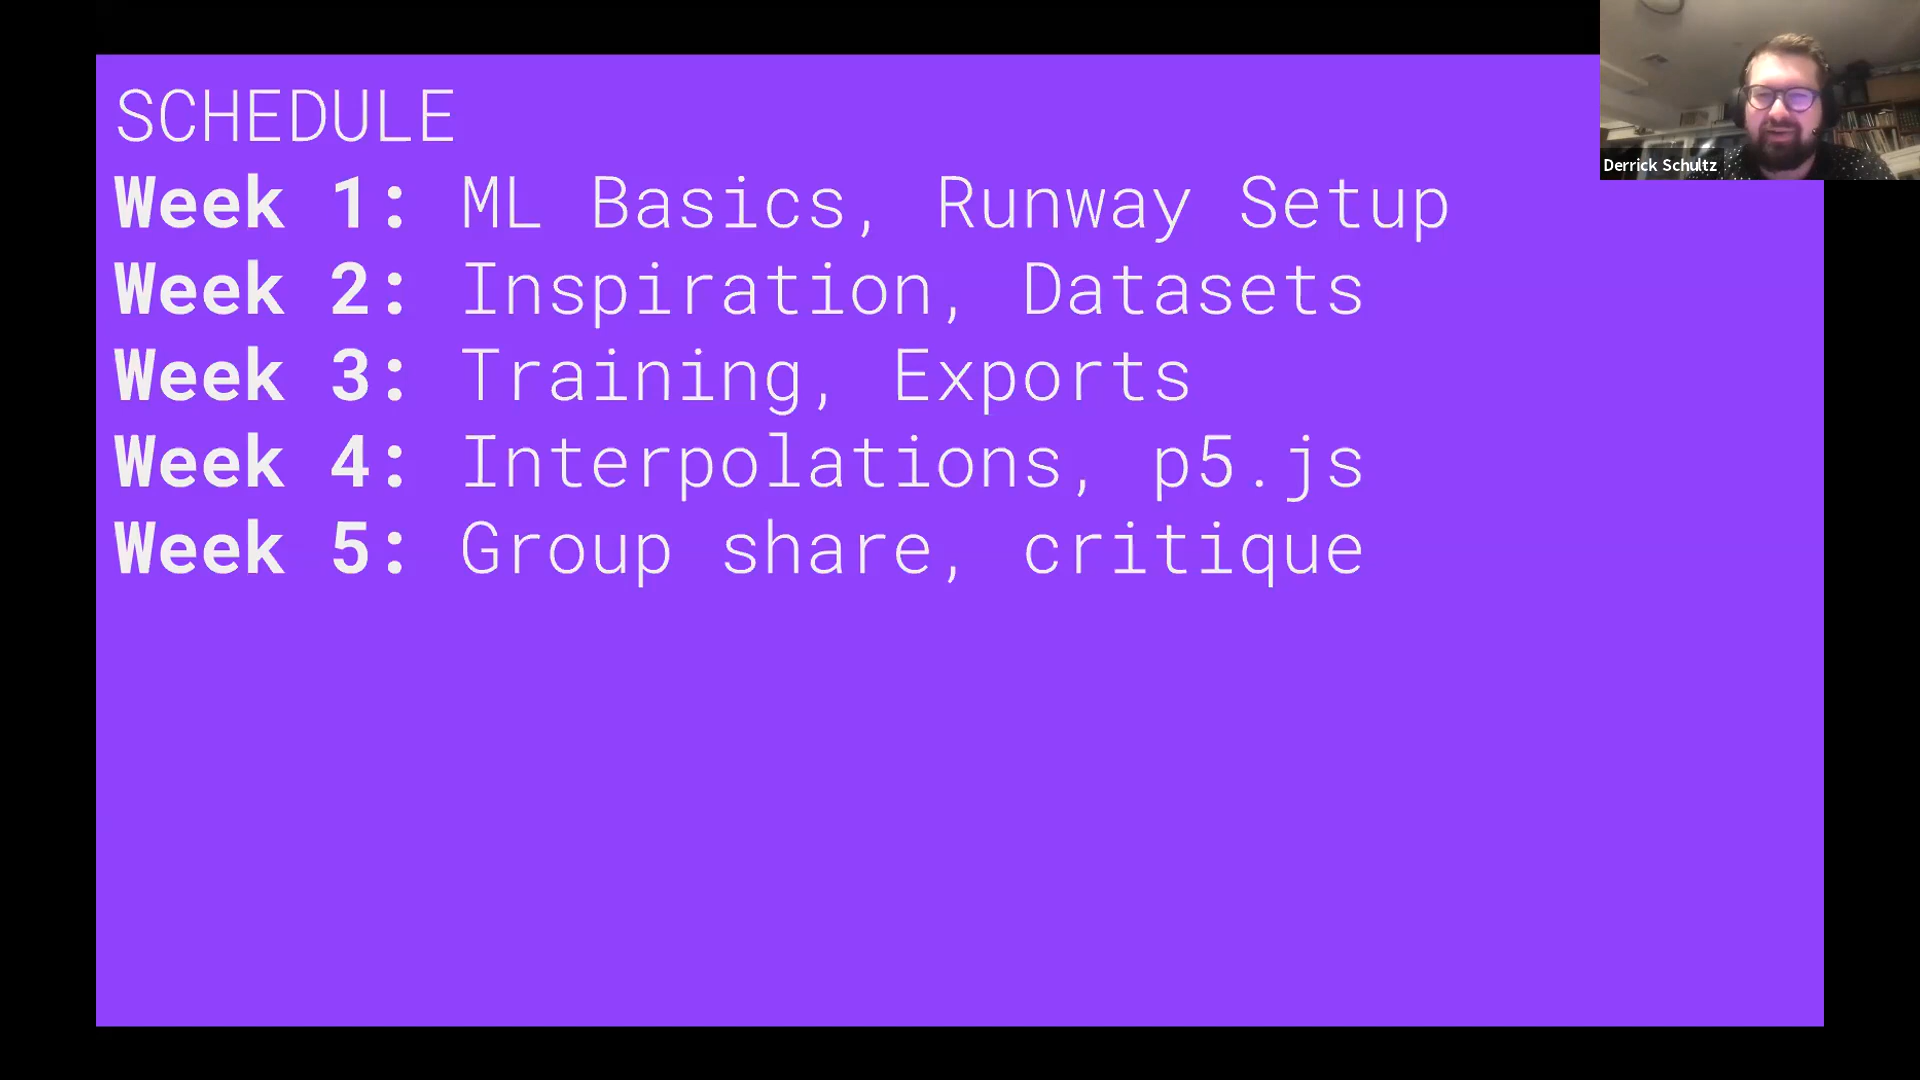 SCHEDULE
Week 1: ML Basics, Runway Setup
Week 2: Inspiration, Datasets
Week 3: Training, Exports
Week 4: Interpolations, p5.js
Week 5: Group share, critique
Derrick Schultz